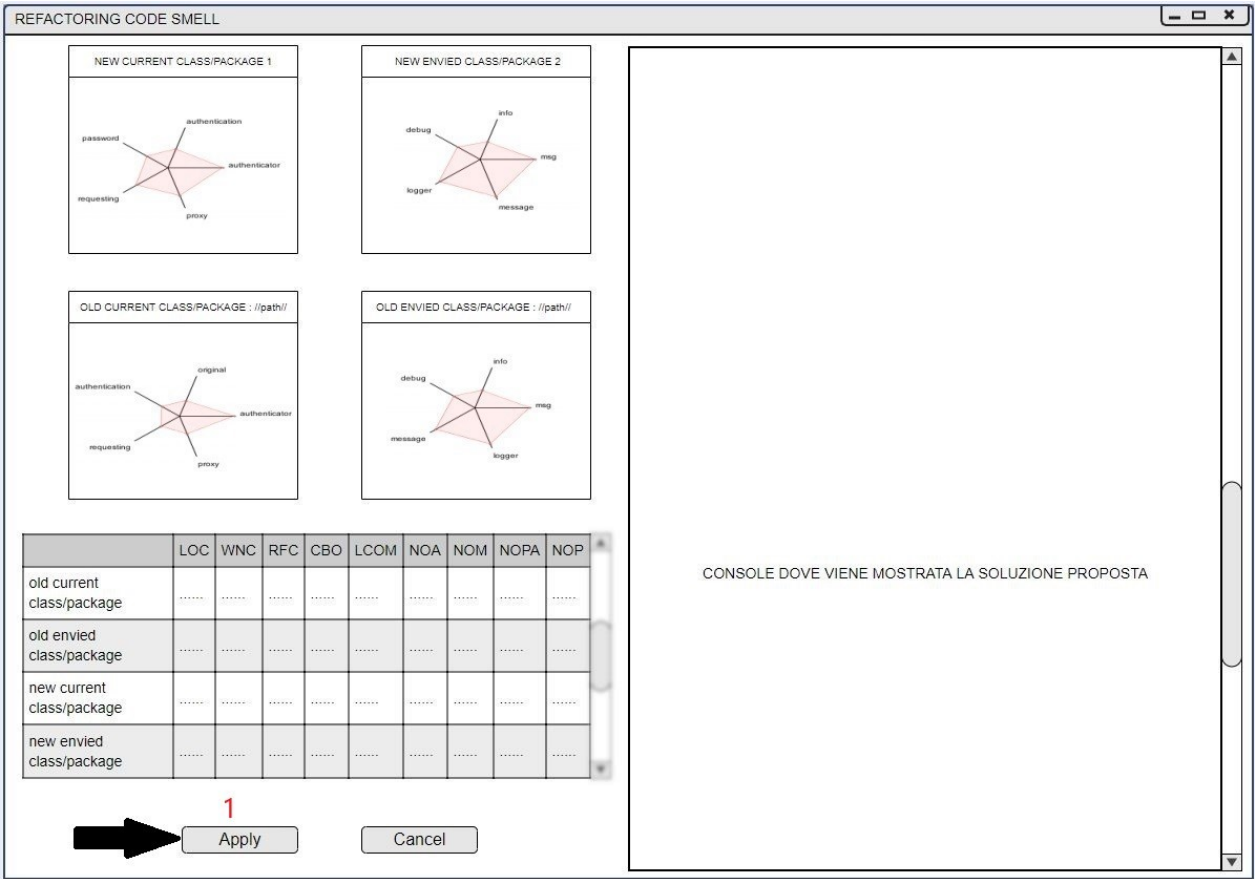 REFACTORING CODE SMELL
NEW CURRENT CLASS/PACKAGE 1
authentication
password
authenticator
requesting
proxy
NEW ENVIED CLASS/PACKAGE 2
info
debug
msg
logger
message
OLD CURRENT CLASS/PACKAGE : //path//
original
authentication
authenticator
requesting
proxy
OLD ENVIED CLASS/PACKAGE : //path//
info
debug
msg
message
logger
LOC WNC RFC CBO LCOM NOA NOM NOPA NOP
old current
class/package ...... ...... ...... ...... ...... ...... ...... ...... ......
old envied
class/package ...... ...... ...... ...... ...... ...... ...... ...... ......
new current
class/package ...... ...... ...... ...... ...... ...... ...... ...... ......
new envied
class/package ...... ...... ...... ...... ...... ...... ...... ...... ......
1
Apply
Cancel
CONSOLE DOVE VIENE MOSTRATA LA SOLUZIONE PROPOSTA